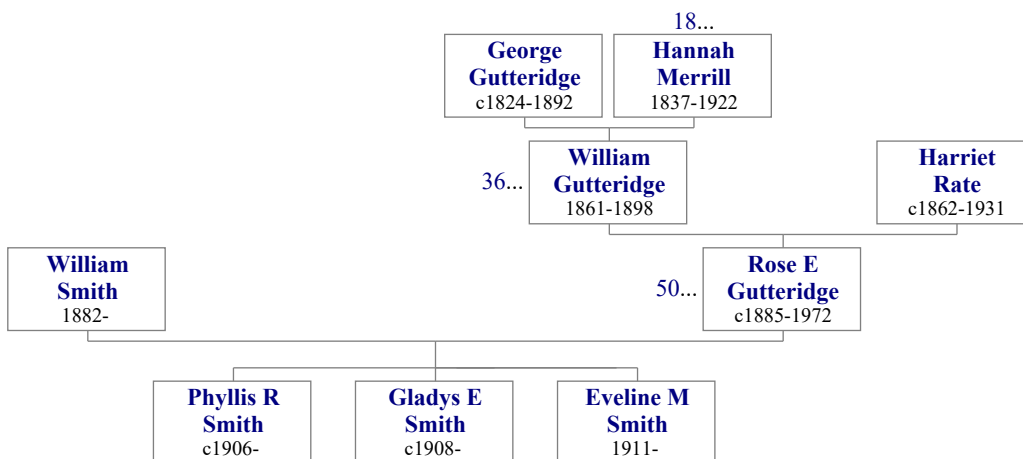 18...
George
Gutteridge
c1824-1892
Hannah
Merrill
1837-1922
36...
William
Gutteridge
1861-1898
Harriet
Rate
c1862-1931
William
Smith
1882-
50...
Rose E
Gutteridge
c1885-1972
Phyllis R
Smith
c1906-
Gladys E
Smith
c1908-
Eveline M
Smith
1911-